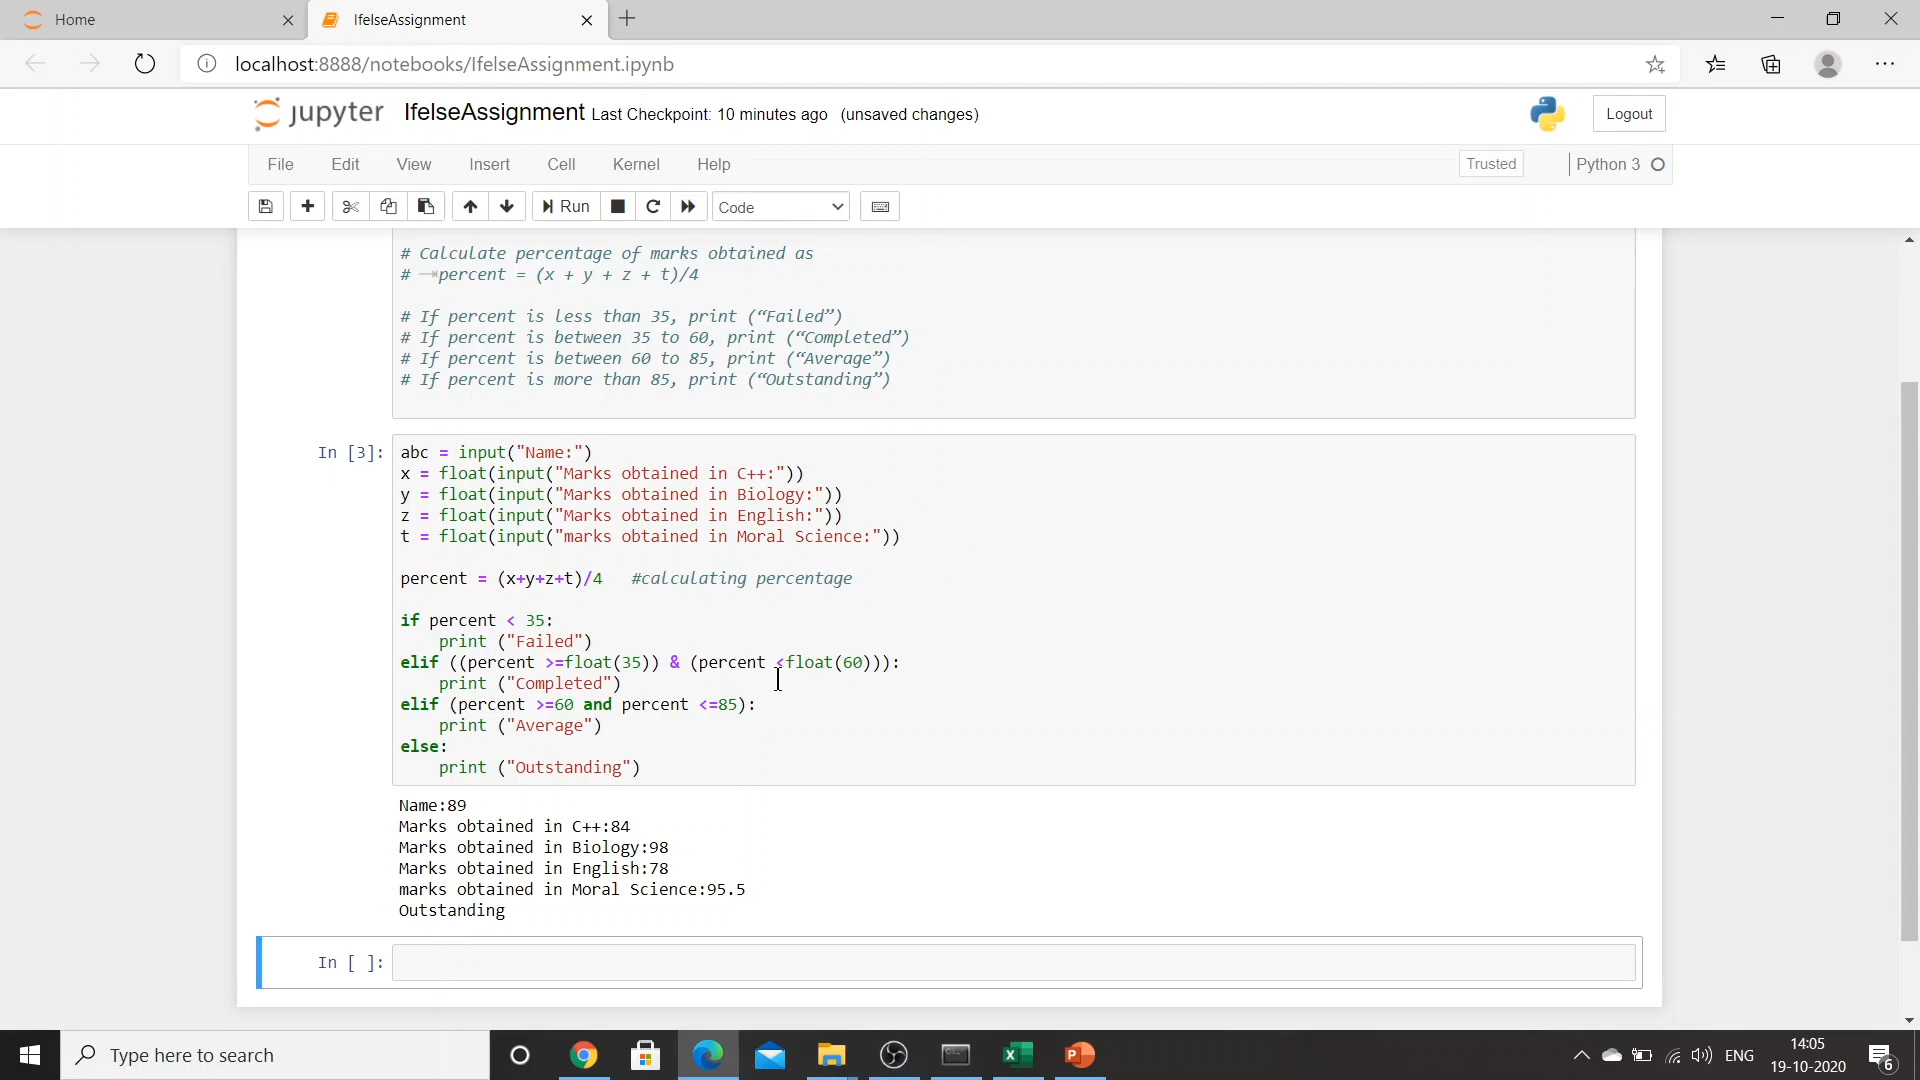 Home
IfelseAssignment
localhost:8888/notebooks/IfelseAssignment.ipynb
jupyter IfelseAssignment Last Checkpoint: 10 minutes ago (unsaved changes)
Logout
File Edit View Insert Cell Kernel Help
Trusted
Python 3
Run
Code
# Calculate percentage of marks obtained as
# percent = (x + y + z + t)/4
# If percent is less than 35, print (“Failed”)
# If percent is between 35 to 60, print (“Completed”)
# If percent is between 60 to 85, print (“Average”)
# If percent is more than 85, print (“Outstanding”)
In [3]:
abc = input("Name:")
x = float(input("Marks obtained in C++:"))
y = float(input("Marks obtained in Biology:"))
z = float(input("Marks obtained in English:"))
t = float(input("marks obtained in Moral Science:"))
percent = (x+y+z+t)/4   #calculating percentage
if percent < 35:
    print ("Failed")
elif ((percent >=float(35)) & (percent <float(60))):
    print ("Completed")
elif (percent >=60 and percent <=85):
    print ("Average")
else:
    print ("Outstanding")
Name:89
Marks obtained in C++:84
Marks obtained in Biology:98
Marks obtained in English:78
marks obtained in Moral Science:95.5
Outstanding
In [ ]:
Type here to search
ENG
14:05
19-10-2020
6